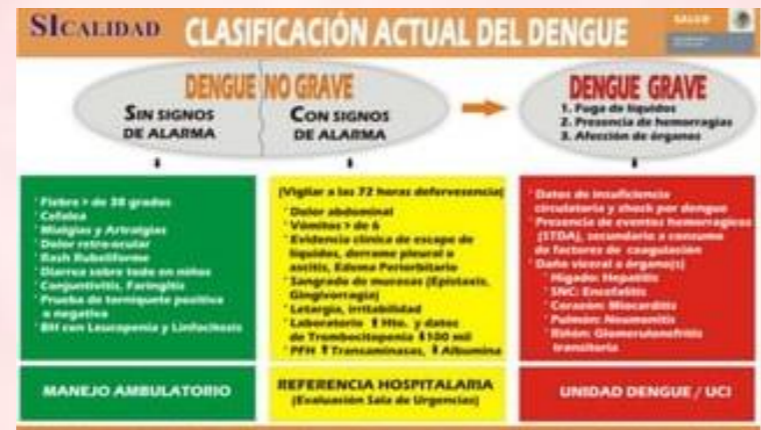 SICALIDAD
CLASIFICACIÓN ACTUAL DEL DENGUE
SALUD
DENGUE NO GRAVE
SIN SIGNOS
DE ALARMA
CON SIGNOS
DE ALARMA
DENGUE GRAVE
1. Fuga de líquidos
2. Presencia de hemorragias
3. Afección de órganos
* Fiebre > de 38 grados
* Cefalea
* Mialgias y Artralgias
* Dolor retro-ocular
* Rash Rubeliforme
* Diarrea sobre todo en niños
* Conjuntivitis, Faringitis
* Prueba de torniquete positiva
o negativa
* BH con Leucopenia y Linfocitosis
MANEJO AMBULATORIO
(Vigilar a las 72 horas defervesencia)
* Dolor abdominal
* Vómitos > de 6
* Evidencia clínica de escape de
líquidos, derrame pleural o
ascitis, Edema Periorbitario
* Sangrado de mucosas (Epistaxis,
Gingivorragia)
* Letargia, irritabilidad
* Laboratorio ⬆ Hto. y datos
de Trombocitopenia ⬇100 mil
* PFH ⬆ Transaminasas, ⬇ Albumina
REFERENCIA HOSPITALARIA
(Evaluación Sala de Urgencias)
* Datos de insuficiencia
circulatoria y shock por dengue
* Presencia de eventos hemorragicos
(STDA), secundario a consumo
de factores de coagulación
* Daño viceral a órgano(s)
* Hígado: Hepatitis
* SNC: Encefalitis
* Corazon: Miocarditis
* Pulmón: Neumonitis
* Riñón: Glomerulonefritis
transitoria
UNIDAD DENGUE / UCI